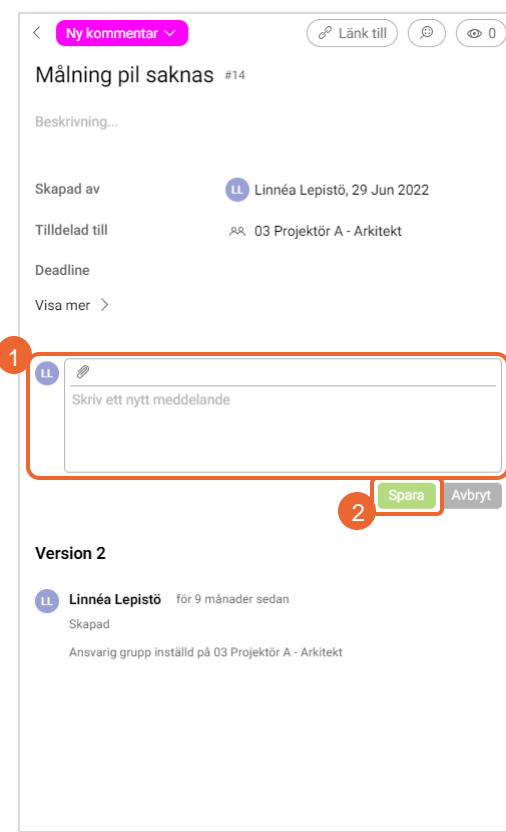 Ny kommentar
Länk till
0
Målning pil saknas #14
Beskrivning...
Skapad av LL Linnéa Lepistö, 29 Jun 2022
Tilldelad till 03 Projektör A - Arkitekt
Deadline
Visa mer
1
LL
Skriv ett nytt meddelande
2
Spara Avbryt
Version 2
LL Linnéa Lepistö för 9 månader sedan
Skapad
Ansvarig grupp inställd på 03 Projektör A - Arkitekt